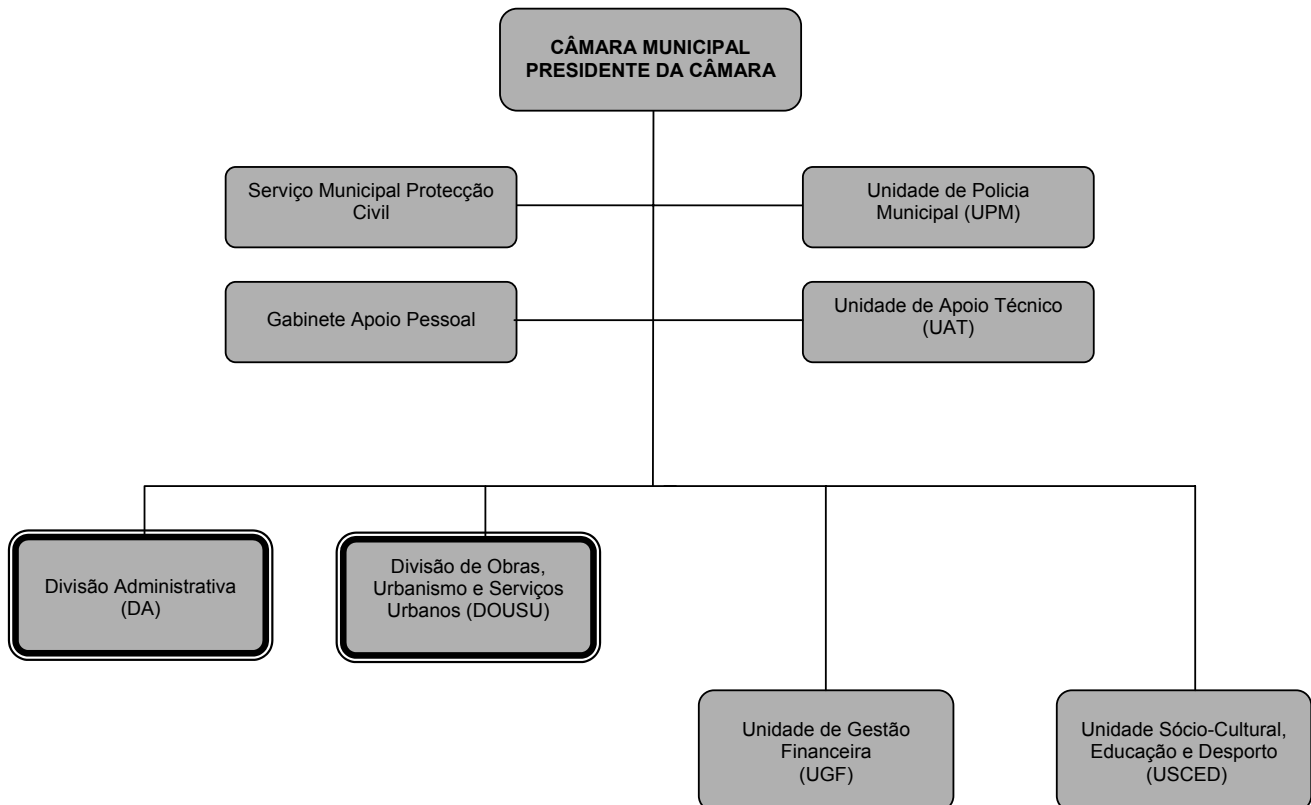 CÂMARA MUNICIPAL
PRESIDENTE DA CÂMARA
Serviço Municipal Protecção
Civil
Unidade de Policia
Municipal (UPM)
Gabinete Apoio Pessoal
Unidade de Apoio Técnico
(UAT)
Divisão Administrativa
(DA)
Divisão de Obras,
Urbanismo e Serviços
Urbanos (DOUSU)
Unidade de Gestão
Financeira
(UGF)
Unidade Sócio-Cultural,
Educação e Desporto
(USCED)